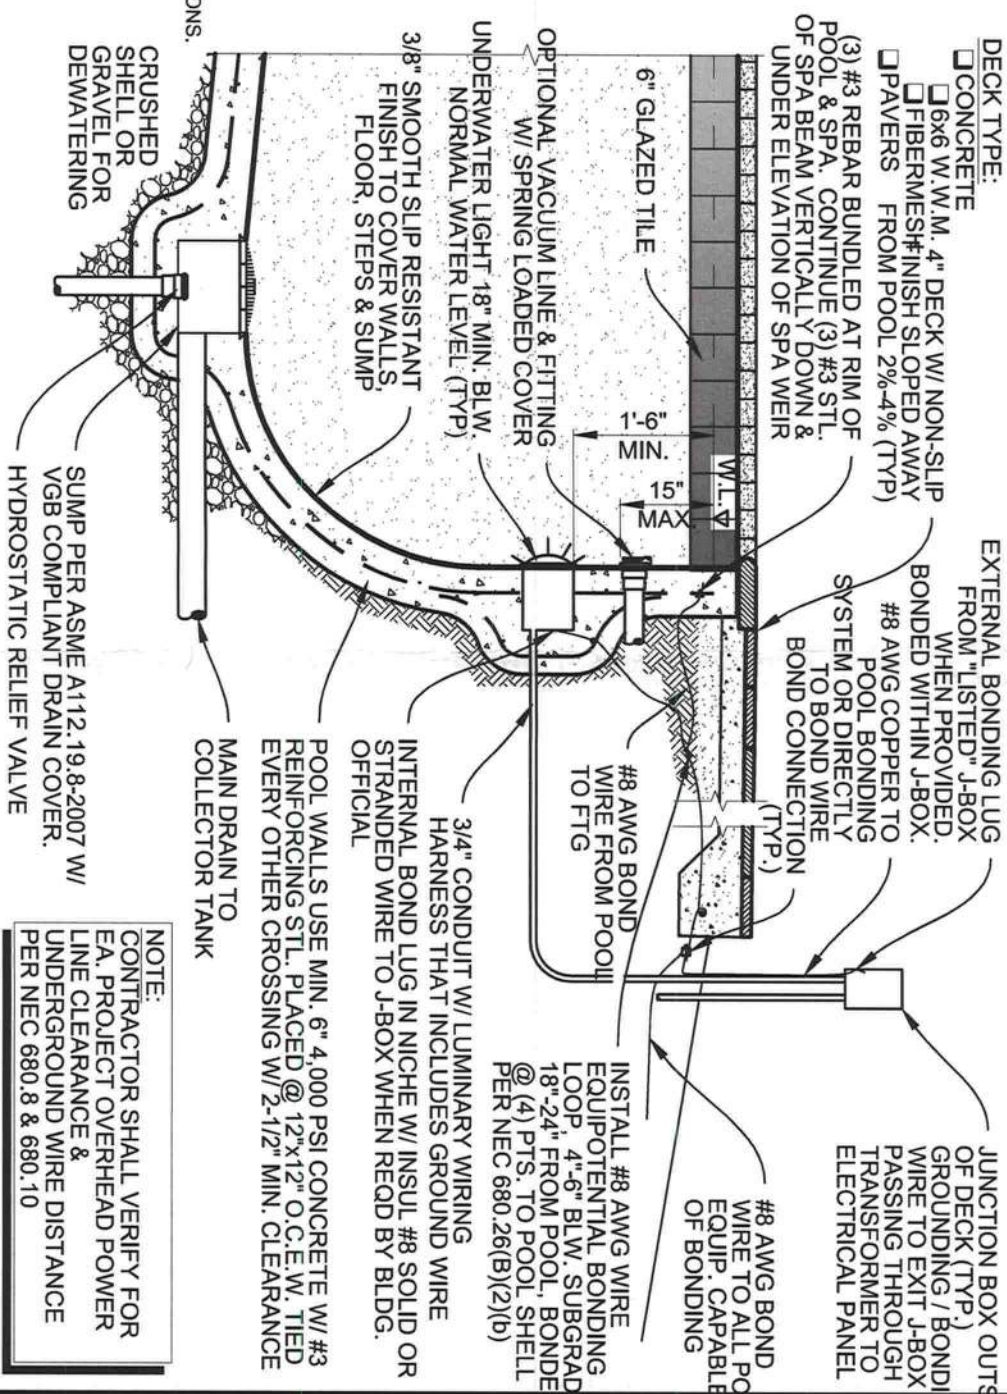 DECK TYPE:
❑CONCRETE
❑6x6 W.W.M. 4" DECK W/ NON-SLIP
❑FIBERMESH FINISH SLOPED AWAY
❑PAVERS FROM POOL 2%-4% (TYP)
(3) #3 REBAR BUNDLED AT RIM OF
POOL & SPA. CONTINUE (3) #3 STL.
OF SPA BEAM VERTICALLY DOWN &
UNDER ELEVATION OF SPA WEIR
6" GLAZED TILE
OPTIONAL VACUUM LINE & FITTING
W/ SPRING LOADED COVER
UNDERWATER LIGHT 18" MIN. BLW.
NORMAL WATER LEVEL (TYP)
3/8" SMOOTH SLIP RESISTANT
FINISH TO COVER WALLS,
FLOOR, STEPS & SUMP
ONS.
CRUSHED
SHELL OR
GRAVEL FOR
DEWATERING
1'-6"
MIN.
15"
MAX.
W.L.
EXTERNAL BONDING LUG
FROM "LISTED" J-BOX
WHEN PROVIDED.
BONDED WITHIN J-BOX.
#8 AWG COPPER TO
POOL BONDING
SYSTEM OR DIRECTLY
TO BOND WIRE
BOND CONNECTION
(TYP.)
#8 AWG BOND
WIRE FROM POOL
TO FTG
JUNCTION BOX OUTS
OF DECK (TYP.)
GROUNDING / BONDI
WIRE TO EXIT J-BOX
PASSING THROUGH
TRANSFORMER TO
ELECTRICAL PANEL
#8 AWG BOND
WIRE TO ALL PO
EQUIP. CAPABLE
OF BONDING
INSTALL #8 AWG WIRE
EQUIPOTENTIAL BONDING
LOOP, 4"-6" BLW. SUBGRAD
18"-24" FROM POOL, BONDE
@ (4) PTS. TO POOL SHELL
PER NEC 680.26(B)(2)(b)
3/4" CONDUIT W/ LUMINARY WIRING
HARNESS THAT INCLUDES GROUND WIRE
INTERNAL BOND LUG IN NICHE W/ INSUL #8 SOLID OR
STRANDED WIRE TO J-BOX WHEN REQD BY BLDG.
OFFICIAL
POOL WALLS USE MIN. 6" 4,000 PSI CONCRETE W/ #3
REINFORCING STL. PLACED @ 12"x12" O.C.E.W. TIED
EVERY OTHER CROSSING W/ 2-1/2" MIN. CLEARANCE
MAIN DRAIN TO
COLLECTOR TANK
SUMP PER ASME A112.19.8-2007 W/
VGB COMPLIANT DRAIN COVER.
HYDROSTATIC RELIEF VALVE
NOTE:
CONTRACTOR SHALL VERIFY FOR
EA. PROJECT OVERHEAD POWER
LINE CLEARANCE &
UNDERGROUND WIRE DISTANCE
PER NEC 680.8 & 680.10